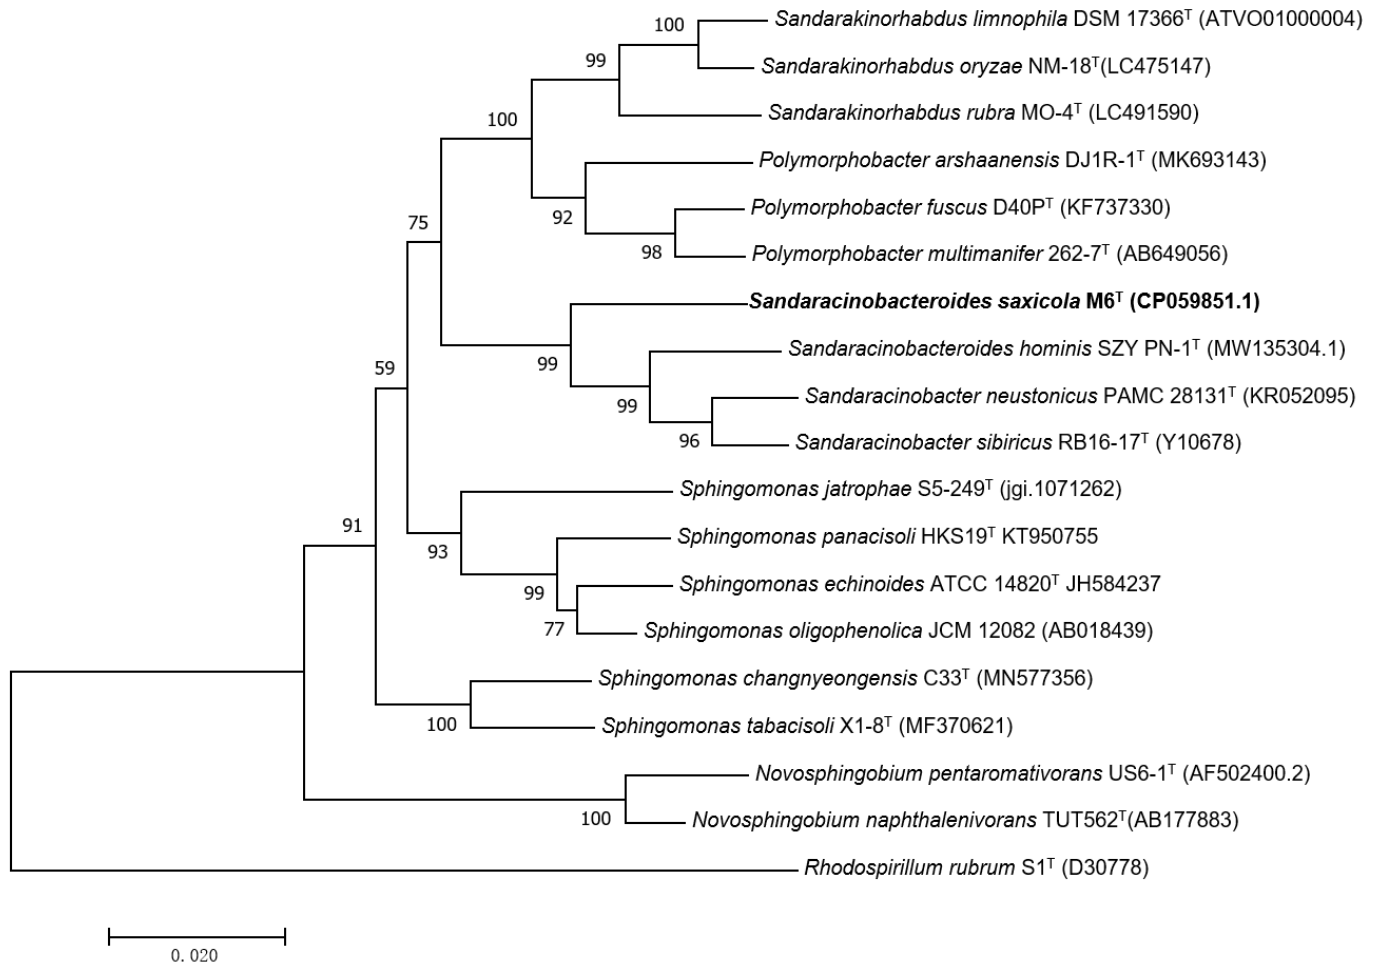 100
Sandarakinorhabdus limnophila DSM 17366ᵀ (ATVO01000004)
99
Sandarakinorhabdus oryzae NM-18ᵀ(LC475147)
Sandarakinorhabdus rubra MO-4ᵀ (LC491590)
100
Polymorphobacter arshaanensis DJ1R-1ᵀ (MK693143)
92
Polymorphobacter fuscus D40Pᵀ (KF737330)
75
98
Polymorphobacter multimanifer 262-7ᵀ (AB649056)
Sandaracinobacteroides saxicola M6ᵀ (CP059851.1)
99
Sandaracinobacteroides hominis SZY PN-1ᵀ (MW135304.1)
59
99
Sandaracinobacter neustonicus PAMC 28131ᵀ (KR052095)
96
Sandaracinobacter sibiricus RB16-17ᵀ (Y10678)
Sphingomonas jatrophae S5-249ᵀ (jgi.1071262)
91
93
Sphingomonas panacisoli HKS19ᵀ KT950755
99
Sphingomonas echinoides ATCC 14820ᵀ JH584237
77
Sphingomonas oligophenolica JCM 12082 (AB018439)
Sphingomonas changnyeongensis C33ᵀ (MN577356)
100
Sphingomonas tabacisoli X1-8ᵀ (MF370621)
Novosphingobium pentaromativorans US6-1ᵀ (AF502400.2)
100
Novosphingobium naphthalenivorans TUT562ᵀ(AB177883)
Rhodospirillum rubrum S1ᵀ (D30778)
0.020